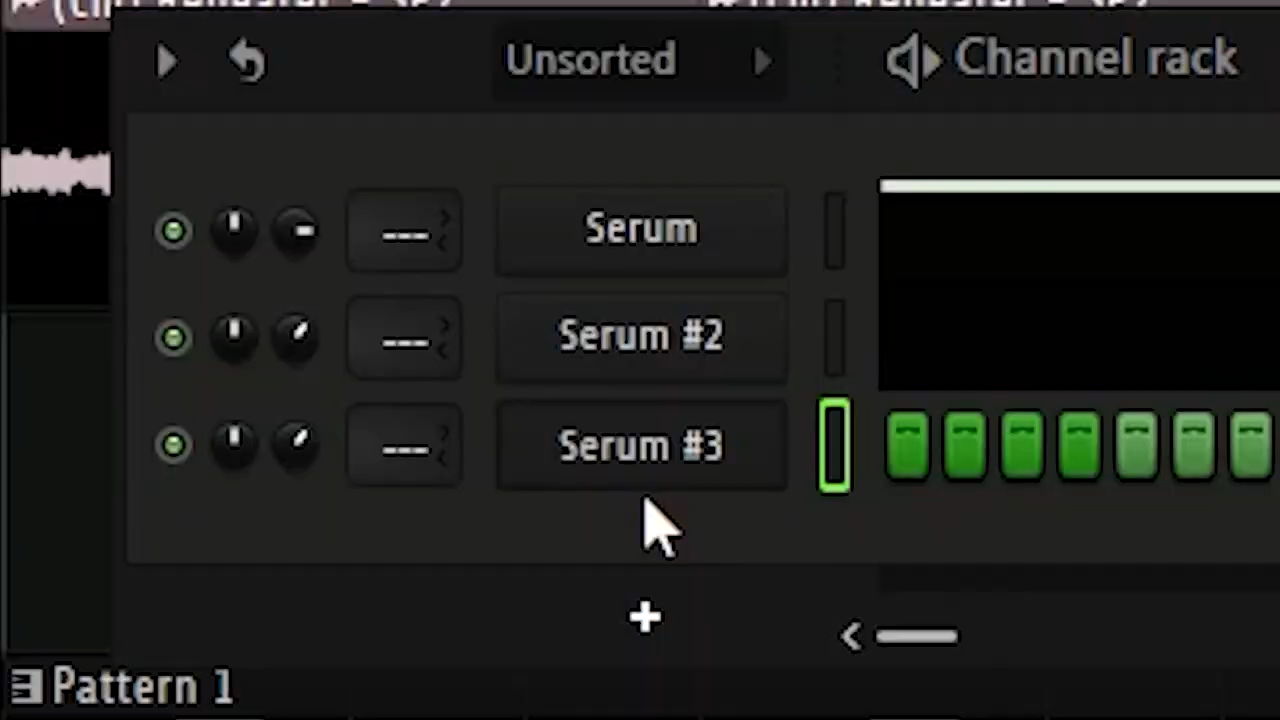 Unsorted
Channel rack
--- Serum
--- Serum #2
--- Serum #3
+
Pattern 1